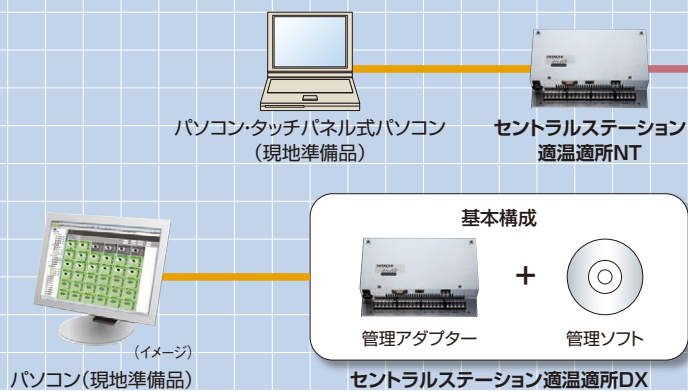 パソコン・タッチパネル式パソコン
（現地準備品）
HITACHI
セントラルステーション
適温適所NT
基本構成
HITACHI
+
管理アダプター
管理ソフト
（イメージ）
パソコン（現地準備品）
セントラルステーション適温適所DX